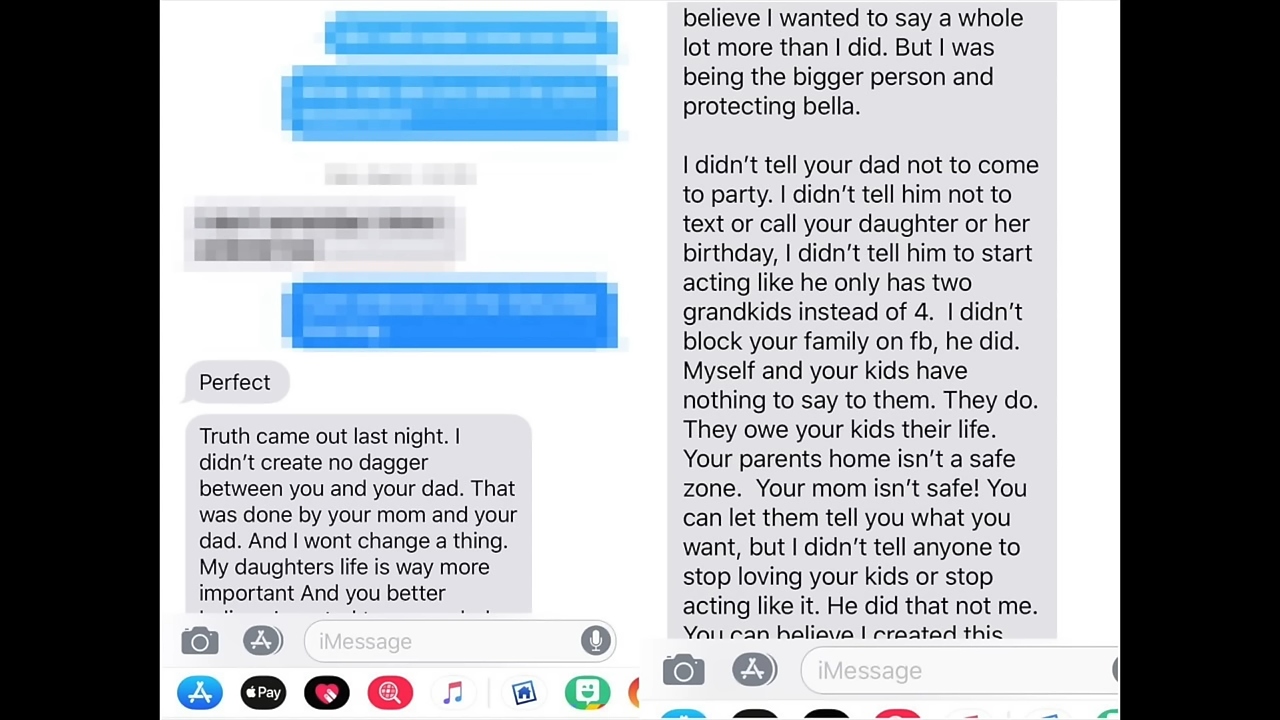 Perfect
Truth came out last night. I
didn't create no dagger
between you and your dad. That
was done by your mom and your
dad. And I wont change a thing.
My daughters life is way more
important And you better
iMessage
Pay
believe I wanted to say a whole
lot more than I did. But I was
being the bigger person and
protecting bella.
I didn't tell your dad not to come
to party. I didn't tell him not to
text or call your daughter or her
birthday, I didn't tell him to start
acting like he only has two
grandkids instead of 4.  I didn't
block your family on fb, he did.
Myself and your kids have
nothing to say to them. They do.
They owe your kids their life.
Your parents home isn't a safe
zone.  Your mom isn't safe! You
can let them tell you what you
want, but I didn't tell anyone to
stop loving your kids or stop
acting like it. He did that not me.
You can believe I created this
iMessage